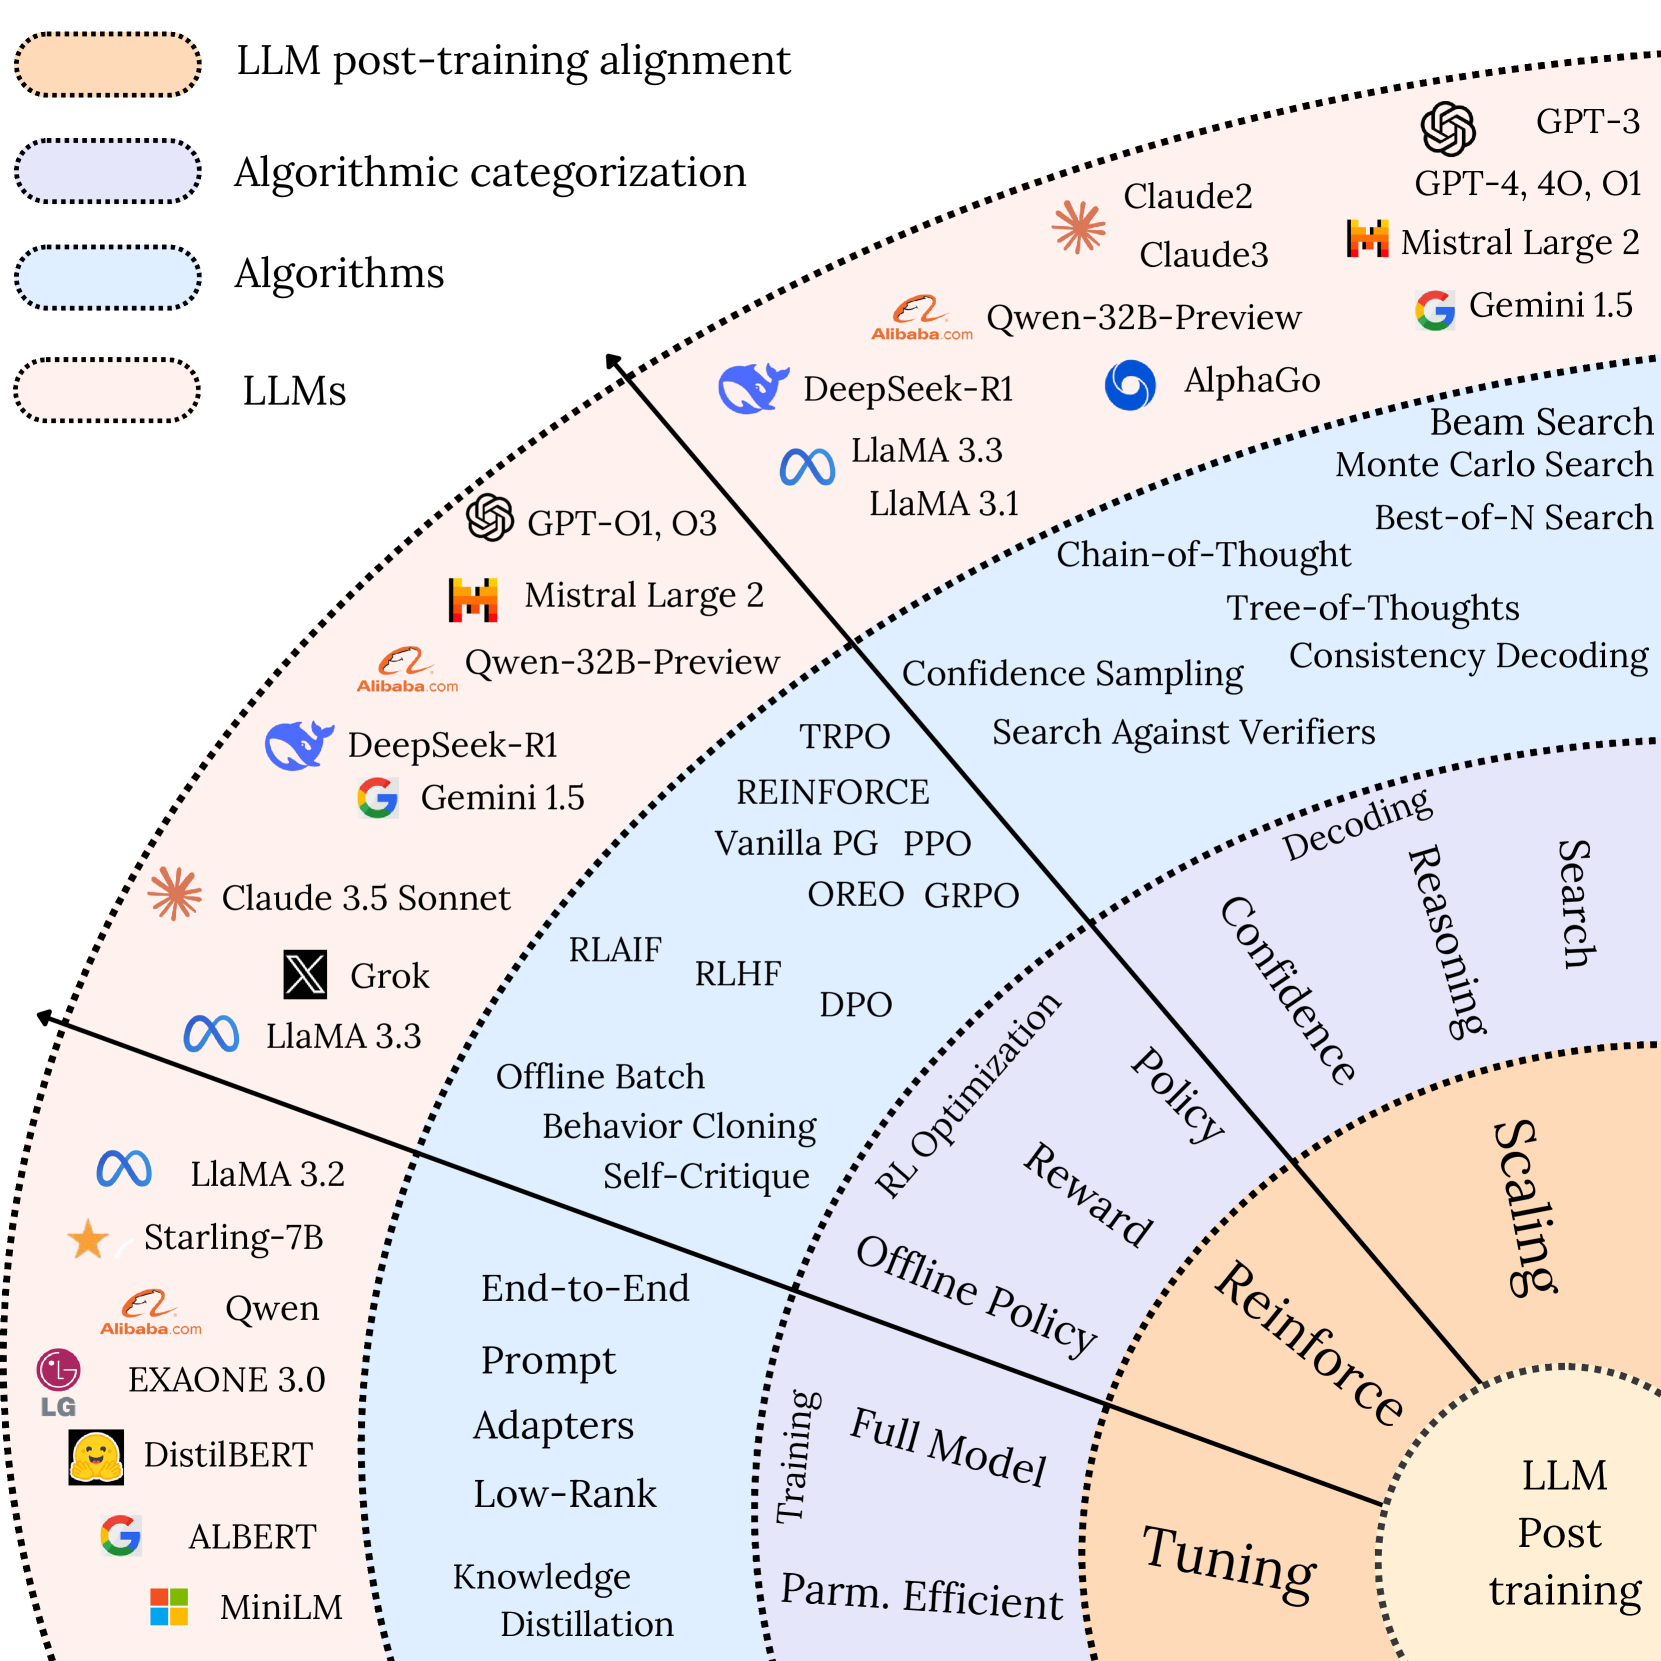 LLM post-training alignment
Algorithmic categorization
Algorithms
LLMs
GPT-3
GPT-4, 4O, O1
Claude2
Claude3
Mistral Large 2
Alibaba.com
Qwen-32B-Preview
Gemini 1.5
DeepSeek-R1
AlphaGo
LlaMA 3.3
LlaMA 3.1
Beam Search
Monte Carlo Search
Best-of-N Search
Chain-of-Thought
Tree-of-Thoughts
Consistency Decoding
Confidence Sampling
Search Against Verifiers
Decoding
Confidence
Reasoning
Search
Scaling
GPT-O1, O3
Mistral Large 2
Alibaba.com
Qwen-32B-Preview
DeepSeek-R1
Gemini 1.5
Claude 3.5 Sonnet
Grok
LlaMA 3.3
TRPO
REINFORCE
Vanilla PG PPO
OREO GRPO
RLAIF
RLHF
DPO
Offline Batch
Behavior Cloning
Self-Critique
RL Optimization
Policy
Reward
Offline Policy
Reinforce
LlaMA 3.2
Starling-7B
Alibaba.com
Qwen
LG
EXAONE 3.0
DistilBERT
ALBERT
MiniLM
End-to-End
Prompt
Adapters
Low-Rank
Knowledge
Distillation
Training
Full Model
Parm. Efficient
Tuning
LLM
Post
training